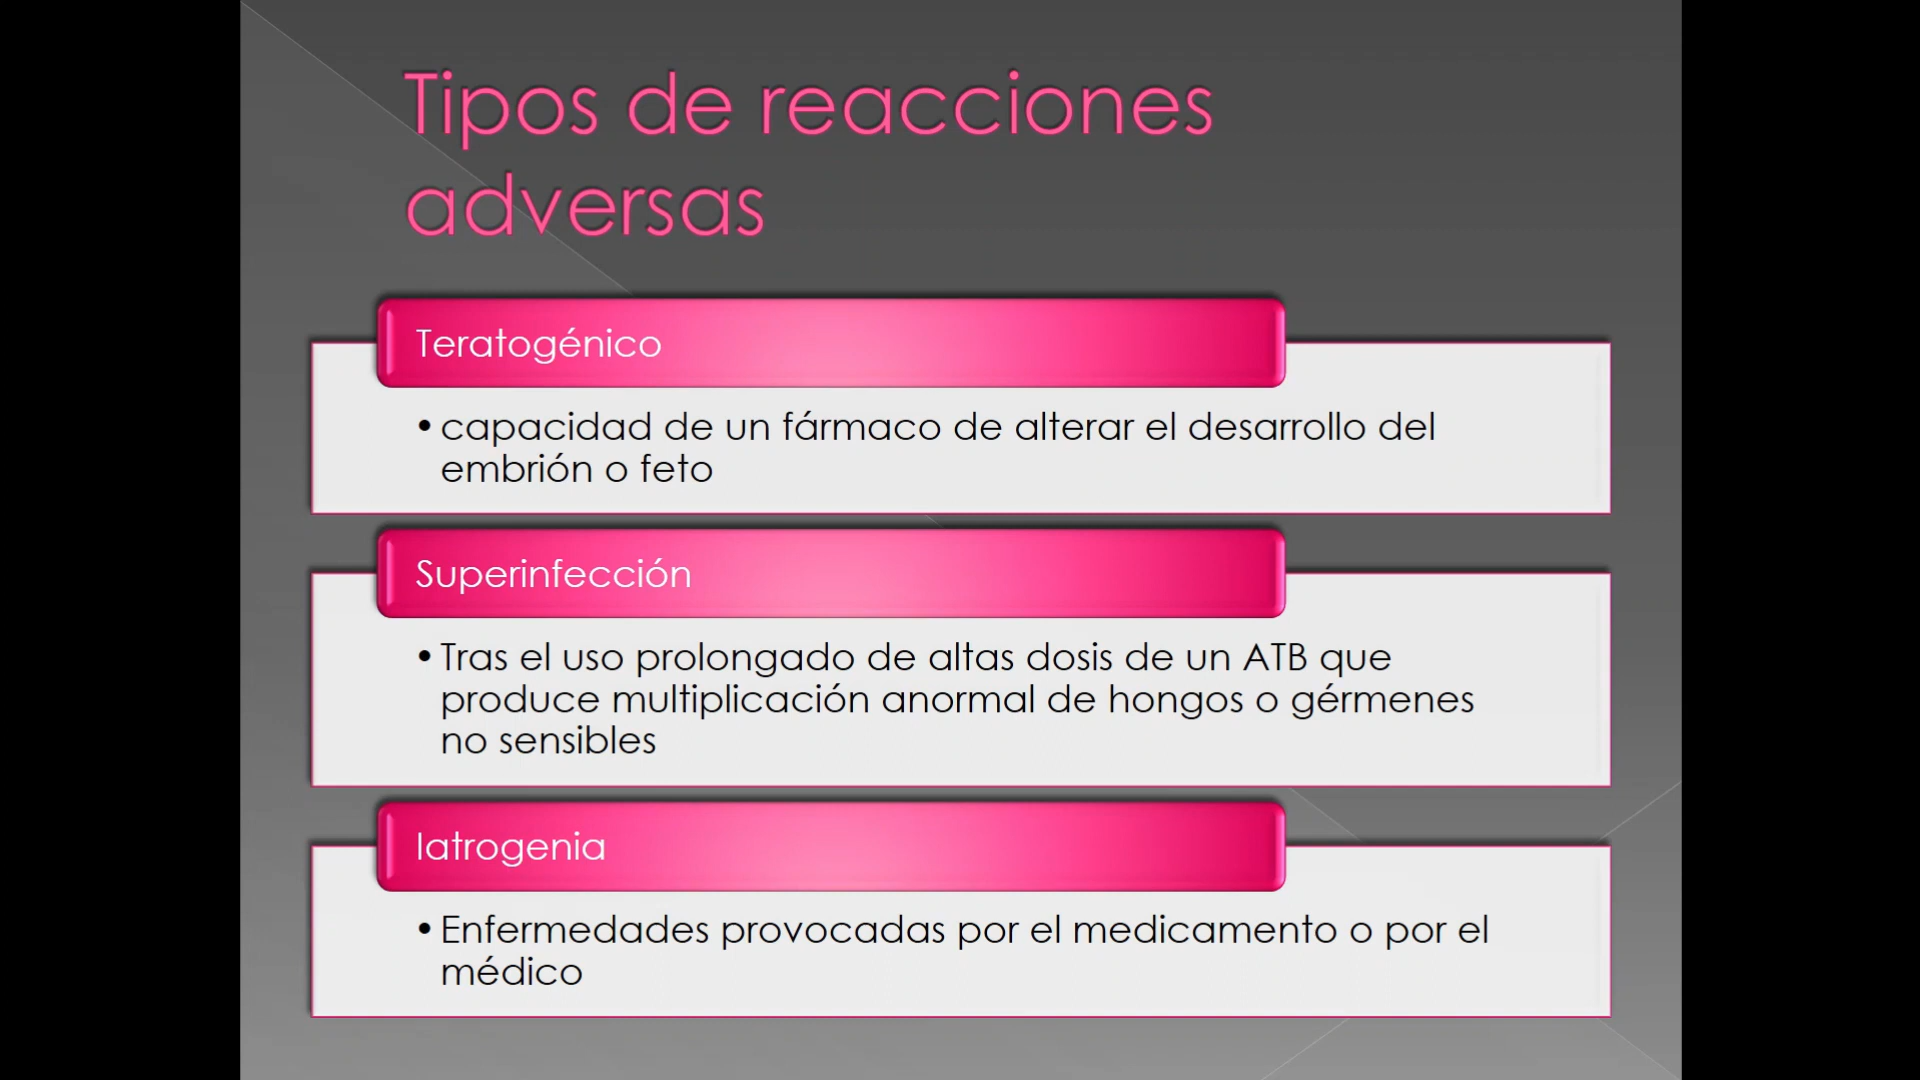 Tipos de reacciones
adversas
Teratogénico
• capacidad de un fármaco de alterar el desarrollo del
embrión o feto
Superinfección
• Tras el uso prolongado de altas dosis de un ATB que
produce multiplicación anormal de hongos o gérmenes
no sensibles
Iatrogenia
• Enfermedades provocadas por el medicamento o por el
médico